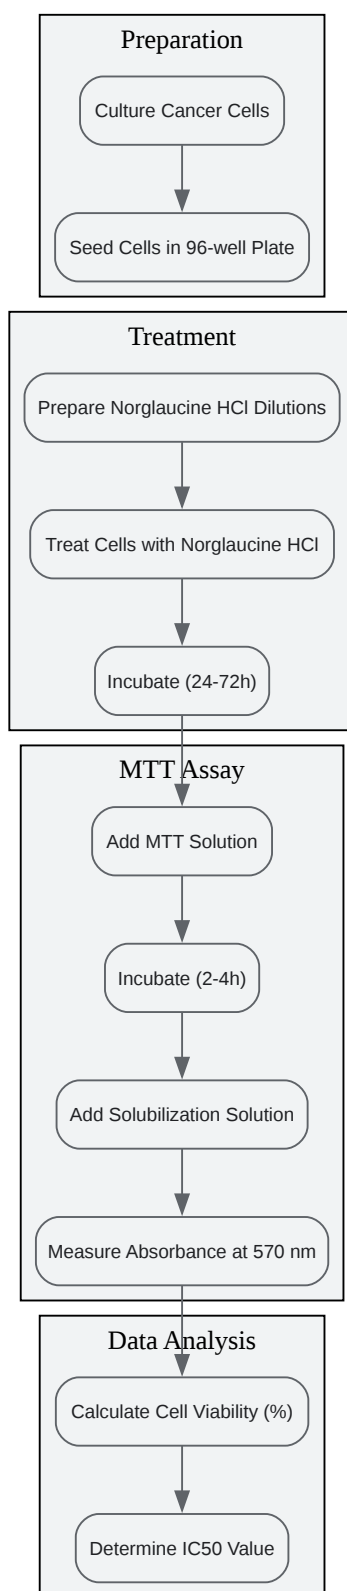 Preparation
Culture Cancer Cells
Seed Cells in 96-well Plate
Treatment
Prepare Norglaucine HCl Dilutions
Treat Cells with Norglaucine HCl
Incubate (24-72h)
MTT Assay
Add MTT Solution
Incubate (2-4h)
Add Solubilization Solution
Measure Absorbance at 570 nm
Data Analysis
Calculate Cell Viability (%)
Determine IC50 Value